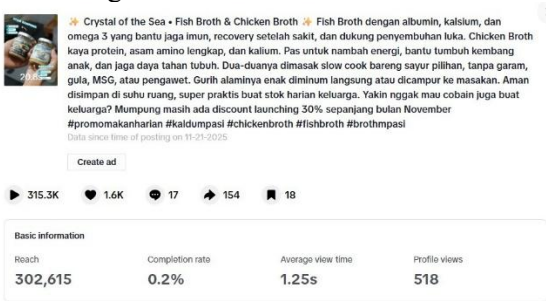 ✨ Crystal of the Sea • Fish Broth & Chicken Broth ✨ Fish Broth dengan albumin, kalsium, dan
omega 3 yang bantu jaga imun, recovery setelah sakit, dan dukung penyembuhan luka. Chicken Broth
kaya protein, asam amino lengkap, dan kalium. Pas untuk nambah energi, bantu tumbuh kembang
anak, dan jaga daya tahan tubuh. Dua-duanya dimasak slow cook bareng sayur pilihan, tanpa garam,
gula, MSG, atau pengawet. Gurih alaminya enak diminum langsung atau dicampur ke masakan. Aman
disimpan di suhu ruang, super praktis buat stok harian keluarga. Yakin nggak mau cobain juga buat
keluarga? Mumpung masih ada discount launching 30% sepanjang bulan November
#promomakanharian #kaldumpasi #chickenbroth #fishbroth #brothmpasi
Data since time of posting on 11-21-2025
Create ad
315.3K 1.6K 17 154 18
Basic information
Reach Completion rate Average view time Profile views
302,615 0.2% 1.25s 518